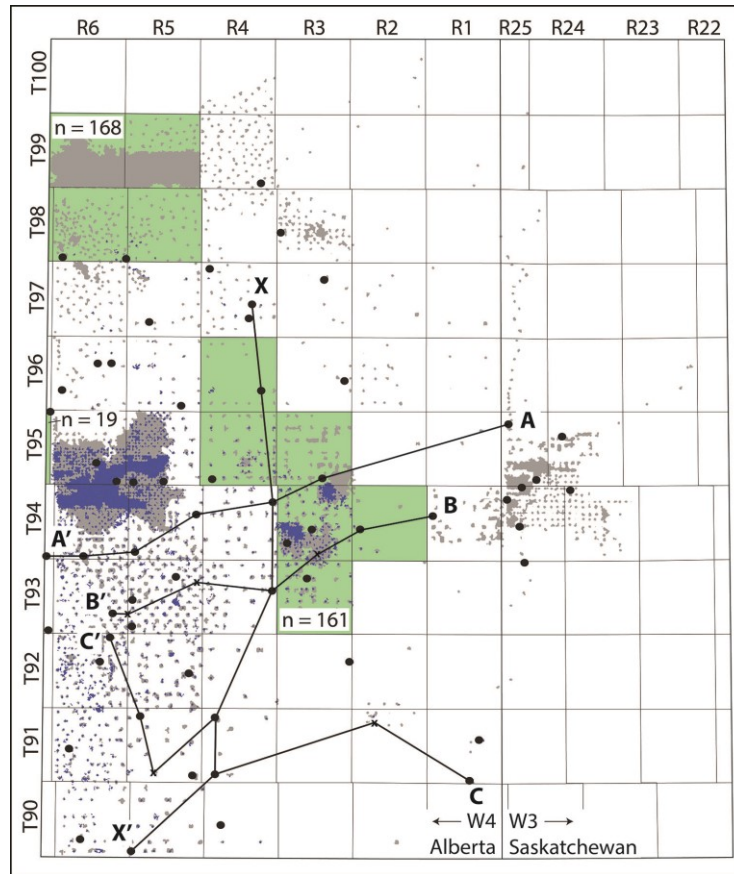 R6 R5 R4 R3 R2 R1 R25 R24 R23 R22
T100
T99
n = 168
T98
T97
X
T96
n = 19
A
T95
B
T94
A'
T93
B'
n = 161
C'
T92
T91
C
T90
X'
← W4 W3 →
Alberta Saskatchewan